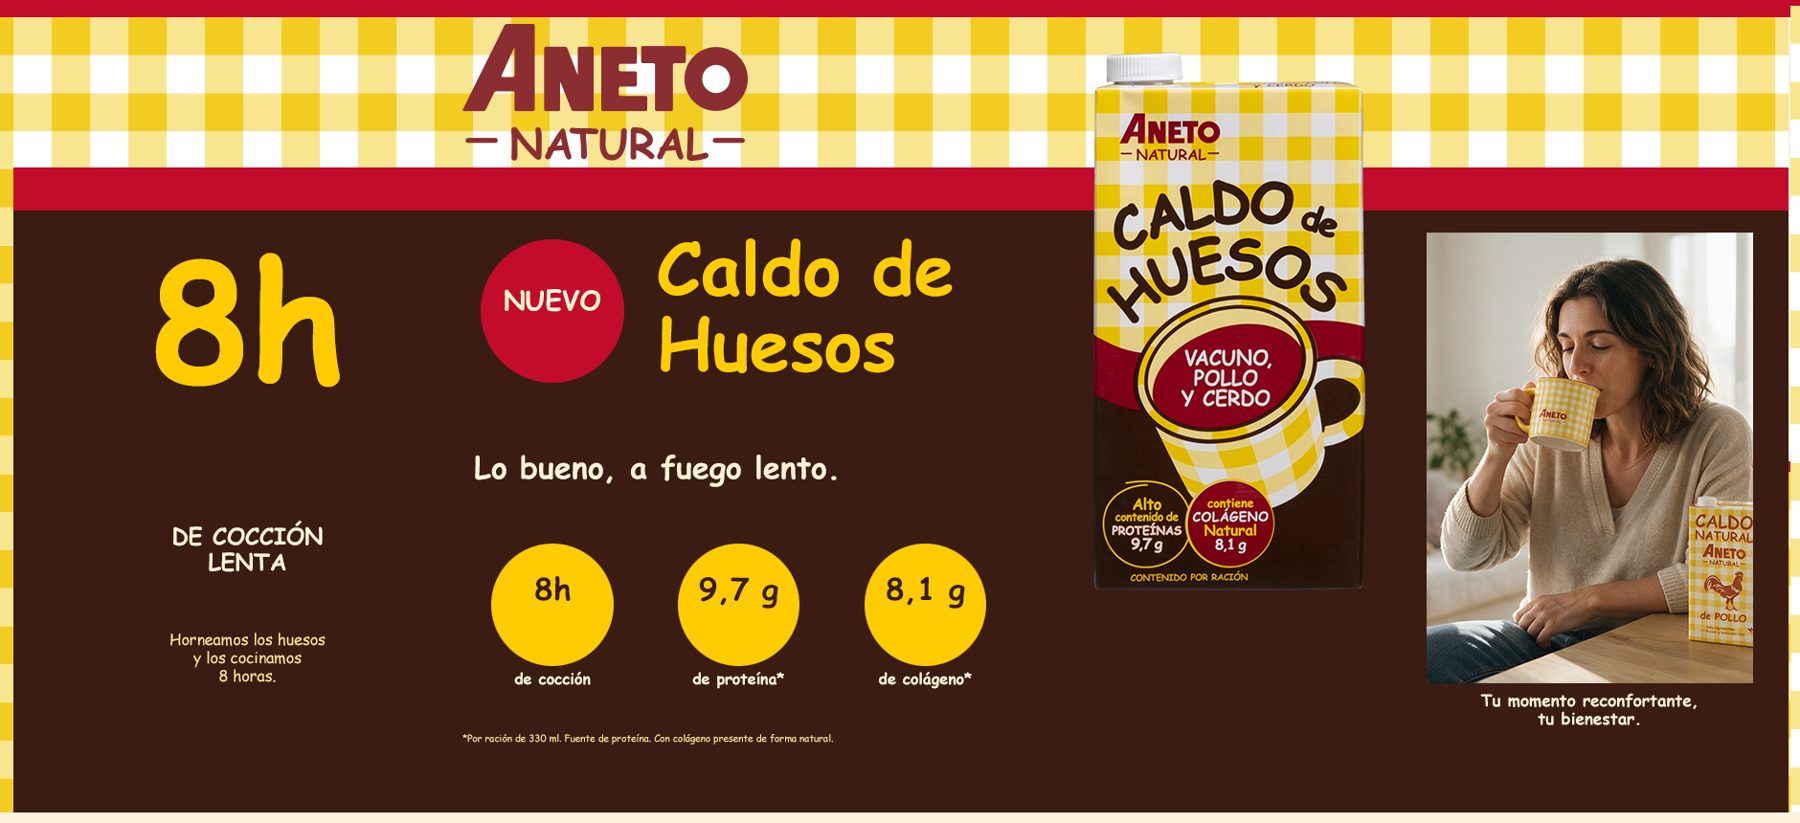 ANETO
NATURAL
8h
DE COCCIÓN
LENTA
Horneamos los huesos
y los cocinamos
8 horas.
NUEVO
Caldo de
Huesos
Lo bueno, a fuego lento.
8h
de cocción
9,7 g
de proteína*
8,1 g
de colágeno*
*Por ración de 330 ml. Fuente de proteína. Con colágeno presente de forma natural.
Y CERDO
ANETO
NATURAL
CALDO de
HUESOS
VACUNO,
POLLO
Y CERDO
Alto
contenido de
PROTEÍNAS
9,7 g
contiene
COLÁGENO
Natural
8,1 g
CONTENIDO POR RACIÓN
ANETO
NATURAL
CALDO
NATURAL
ANETO
NATURAL
de POLLO
Tu momento reconfortante,
tu bienestar.